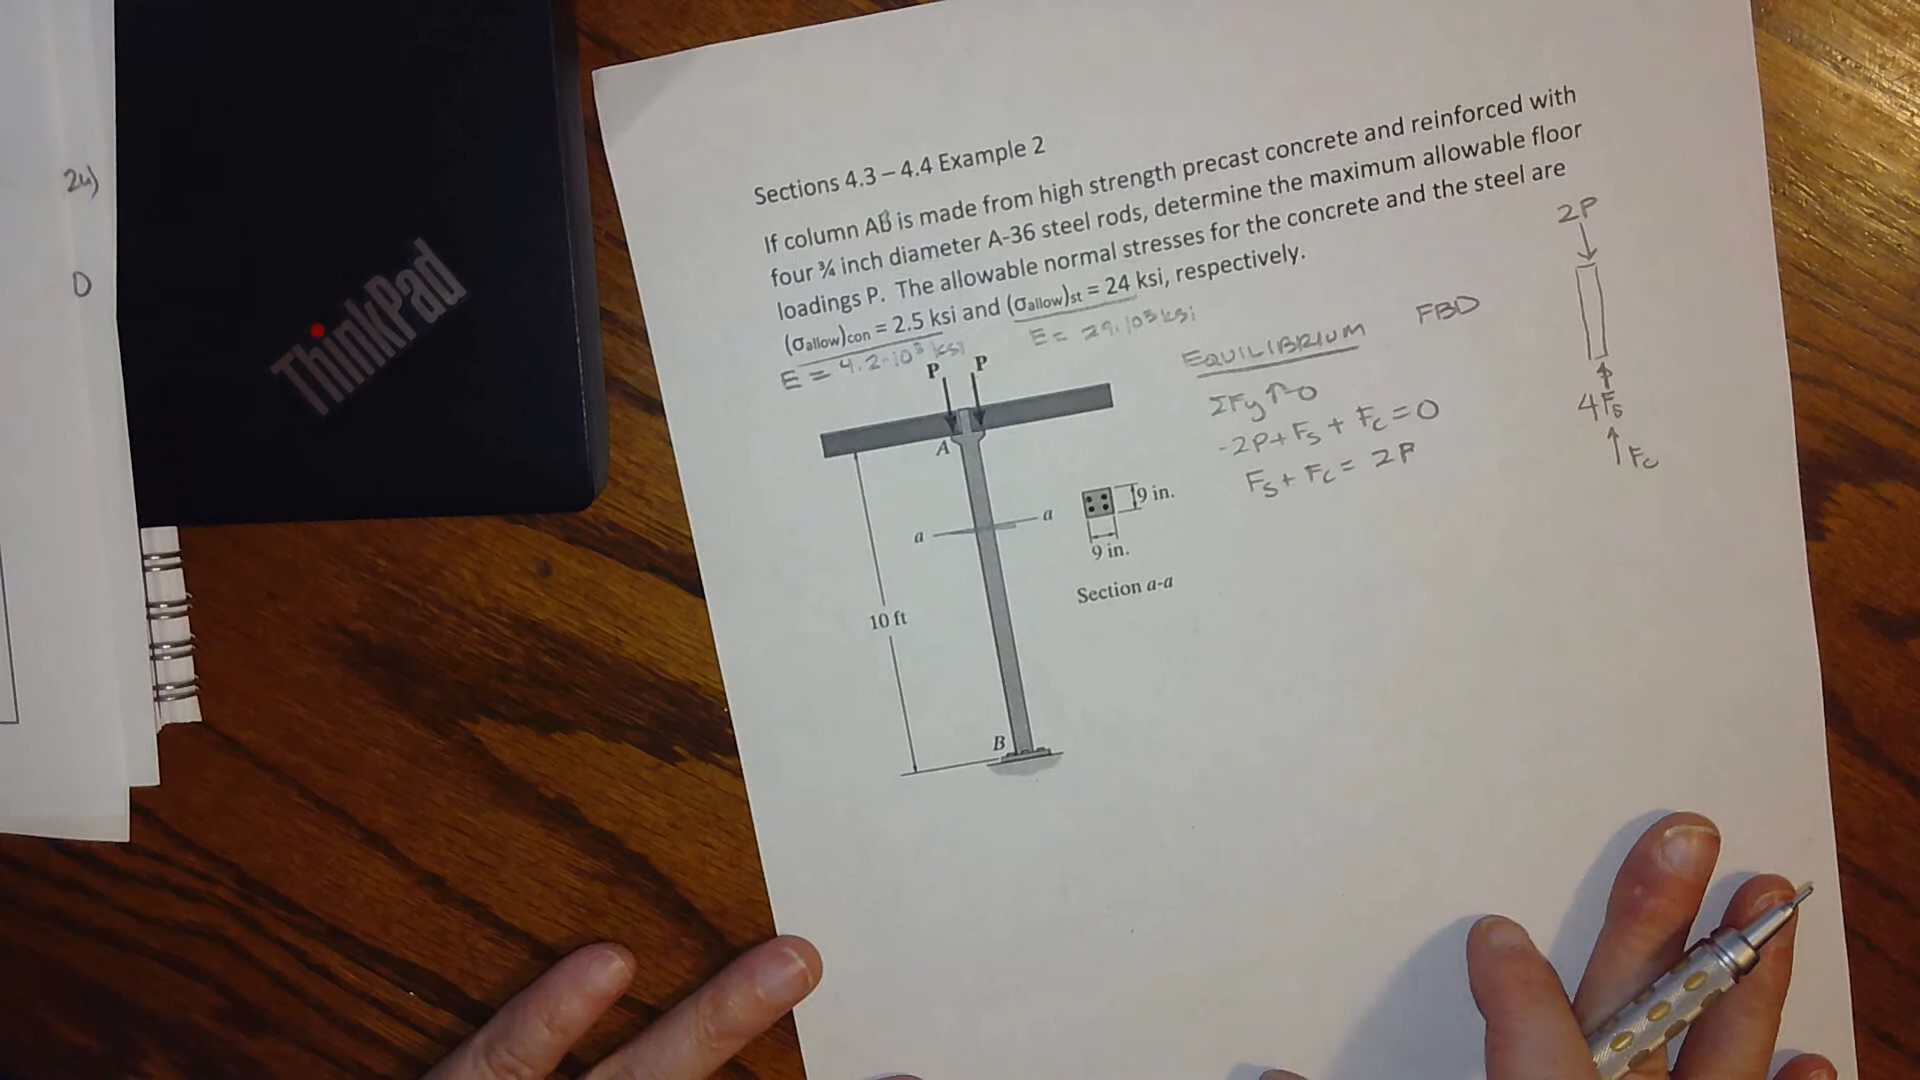 24)
D
ThinkPad
Sections 4.3 – 4.4 Example 2
If column AB is made from high strength precast concrete and reinforced with
four ¾ inch diameter A-36 steel rods, determine the maximum allowable floor
loadings P. The allowable normal stresses for the concrete and the steel are
(σallow)con = 2.5 ksi and (σallow)st = 24 ksi, respectively.
E = 4.2·10³ ksi
E = 29·10³ ksi
P P
A
a a
10 ft
B
9 in.
9 in.
Section a-a
EQUILIBRIUM FBD
ΣFy↑=0
-2P + Fs + Fc = 0
Fs + Fc = 2P
2P
4Fs
Fc